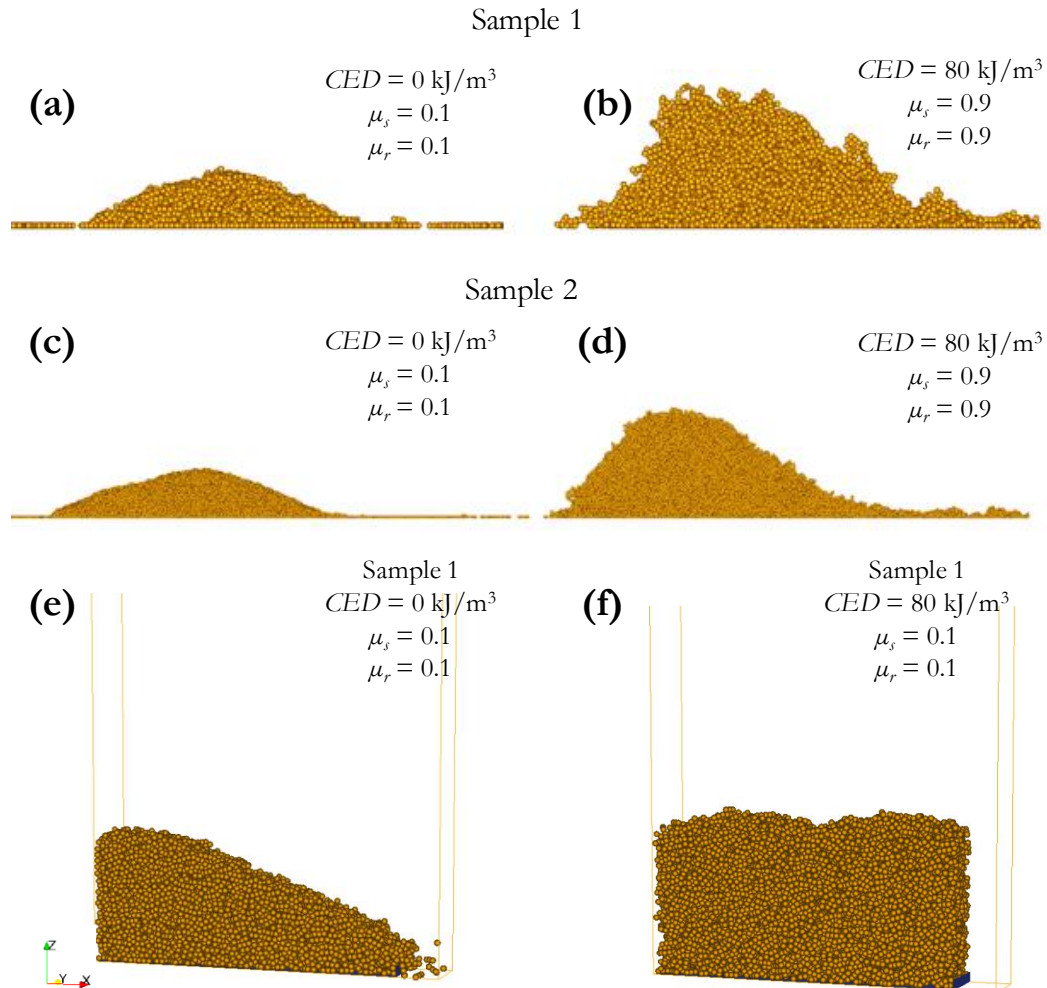 Sample 1
(a)
CED = 0 kJ/m³
μₛ = 0.1
μᵣ = 0.1
(b)
CED = 80 kJ/m³
μₛ = 0.9
μᵣ = 0.9
Sample 2
(c)
CED = 0 kJ/m³
μₛ = 0.1
μᵣ = 0.1
(d)
CED = 80 kJ/m³
μₛ = 0.9
μᵣ = 0.9
(e)
Sample 1
CED = 0 kJ/m³
μₛ = 0.1
μᵣ = 0.1
Z
Y
X
(f)
Sample 1
CED = 80 kJ/m³
μₛ = 0.1
μᵣ = 0.1